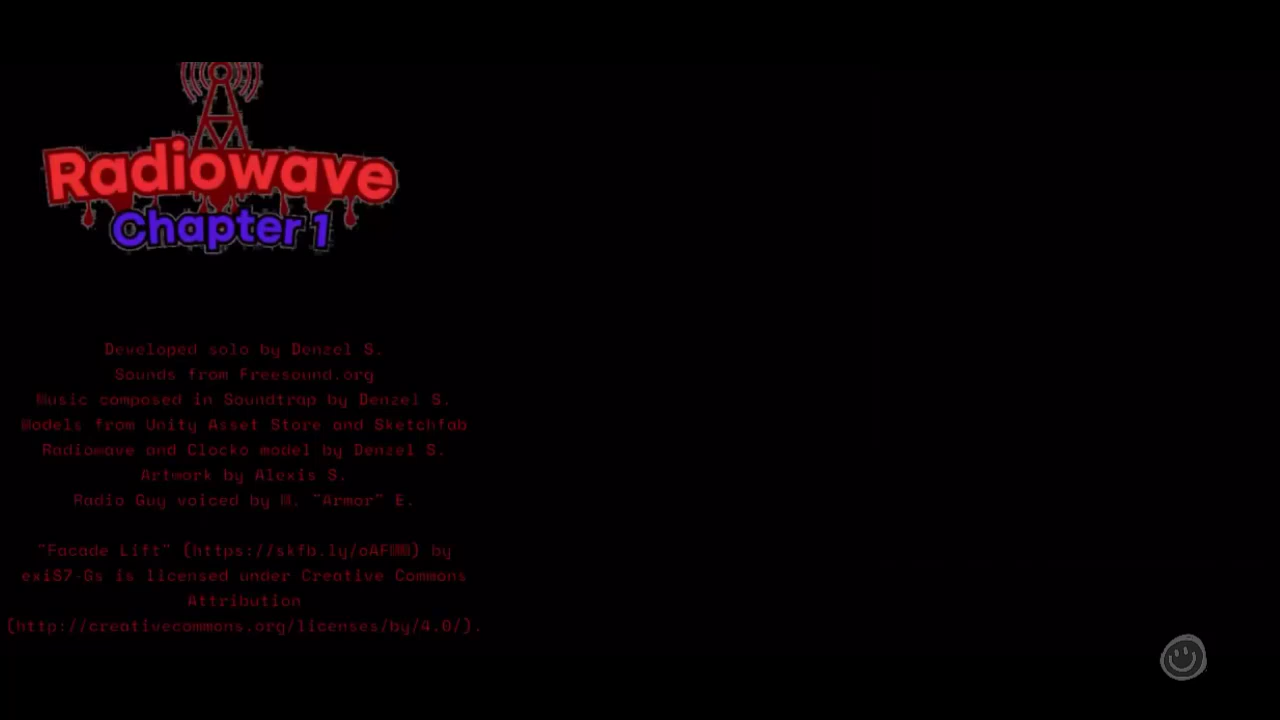 Radiowave
Chapter 1
Developed solo by Denzel S.
Sounds from Freesound.org
Music composed in Soundtrap by Denzel S.
Models from Unity Asset Store and Sketchfab
Radiowave and Clocko model by Denzel S.
Artwork by Alexis S.
Radio Guy voiced by "Armor" E.
"Facade Lift" by
exiS7-Gs is licensed under Creative Commons
Attribution
(http://creativecommons.org/licenses/by/4.0/).